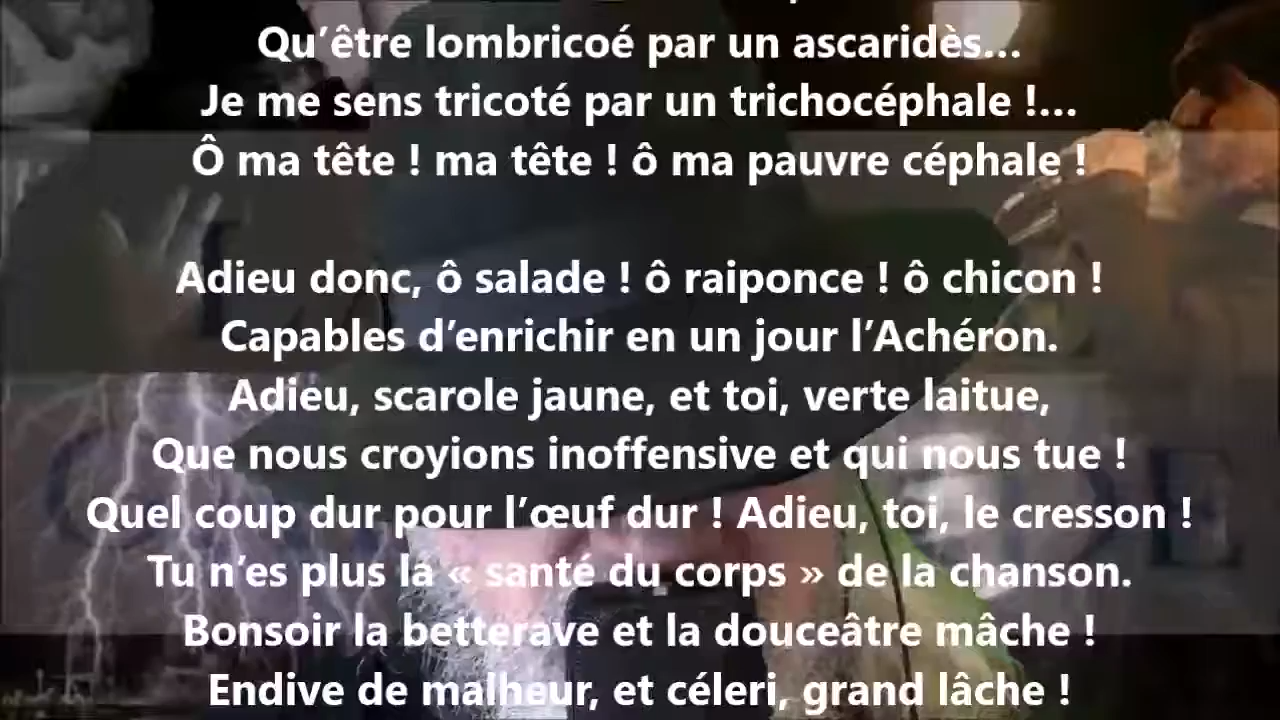 Qu’être lombricoé par un ascaridès...
Je me sens tricoté par un trichocéphale !...
Ô ma tête ! ma tête ! ô ma pauvre céphale !
Adieu donc, ô salade ! ô raiponce ! ô chicon !
Capables d’enrichir en un jour l’Achéron.
Adieu, scarole jaune, et toi, verte laitue,
Que nous croyions inoffensive et qui nous tue !
Quel coup dur pour l’œuf dur ! Adieu, toi, le cresson !
Tu n’es plus la « santé du corps » de la chanson.
Bonsoir la betterave et la douceâtre mâche !
Endive de malheur, et céleri, grand lâche !